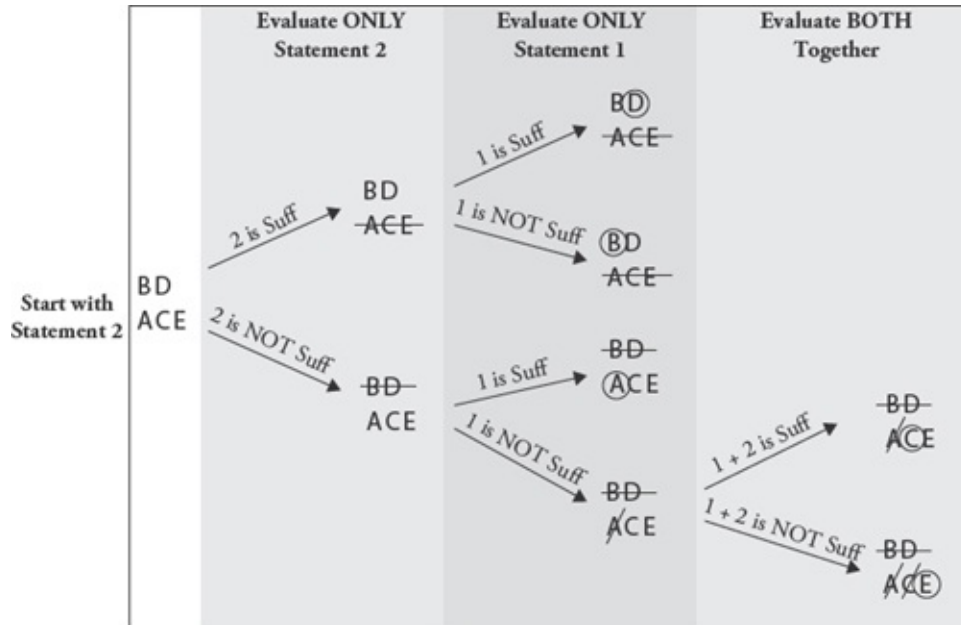 Evaluate ONLY
Statement 2
Evaluate ONLY
Statement 1
Evaluate BOTH
Together
Start with
Statement 2
BD
ACE
2 is Suff
2 is NOT Suff
BD
ACE
BD
ACE
1 is Suff
1 is NOT Suff
1 is Suff
1 is NOT Suff
BD
ACE
BD
ACE
BD
ACE
BD
ACE
1 + 2 is Suff
1 + 2 is NOT Suff
BD
ACE
BD
ACE